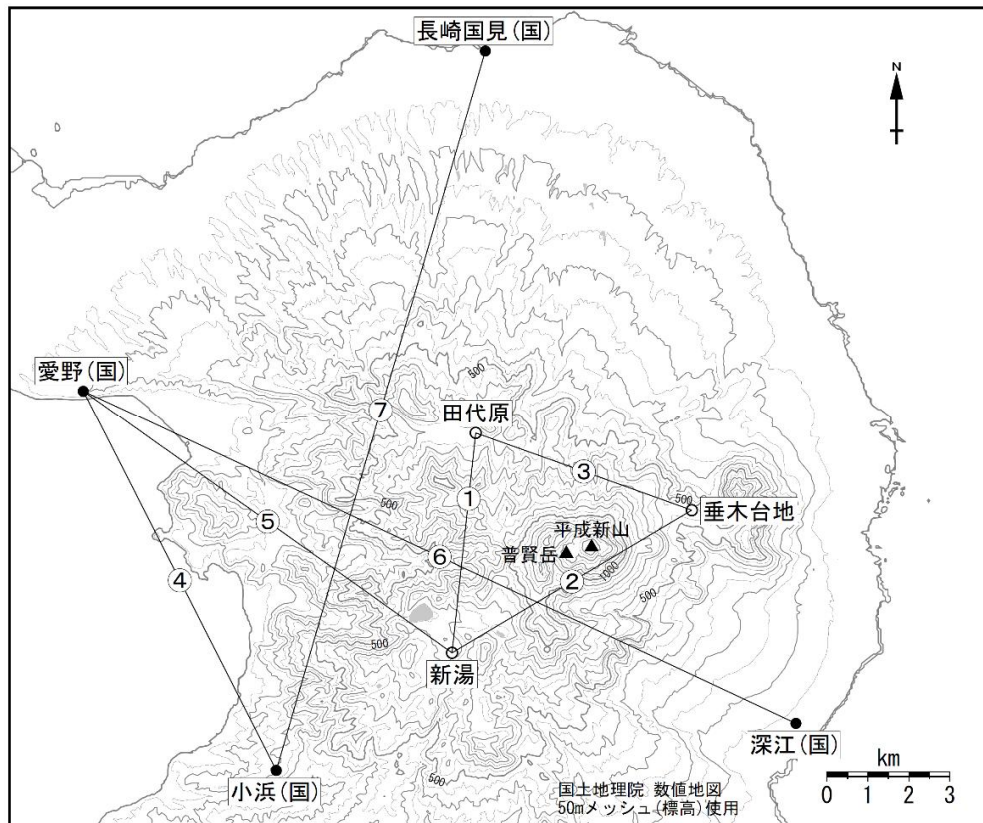 長崎国見(国)
N
500
愛野(国)
⑦
田代原
③
①
500
500
垂木台地
⑤
平成新山
普賢岳
⑥
②
1000
④
500
500
新湯
深江(国)
km
小浜(国)
500
国土地理院 数値地図
50mメッシュ(標高)使用
0 1 2 3